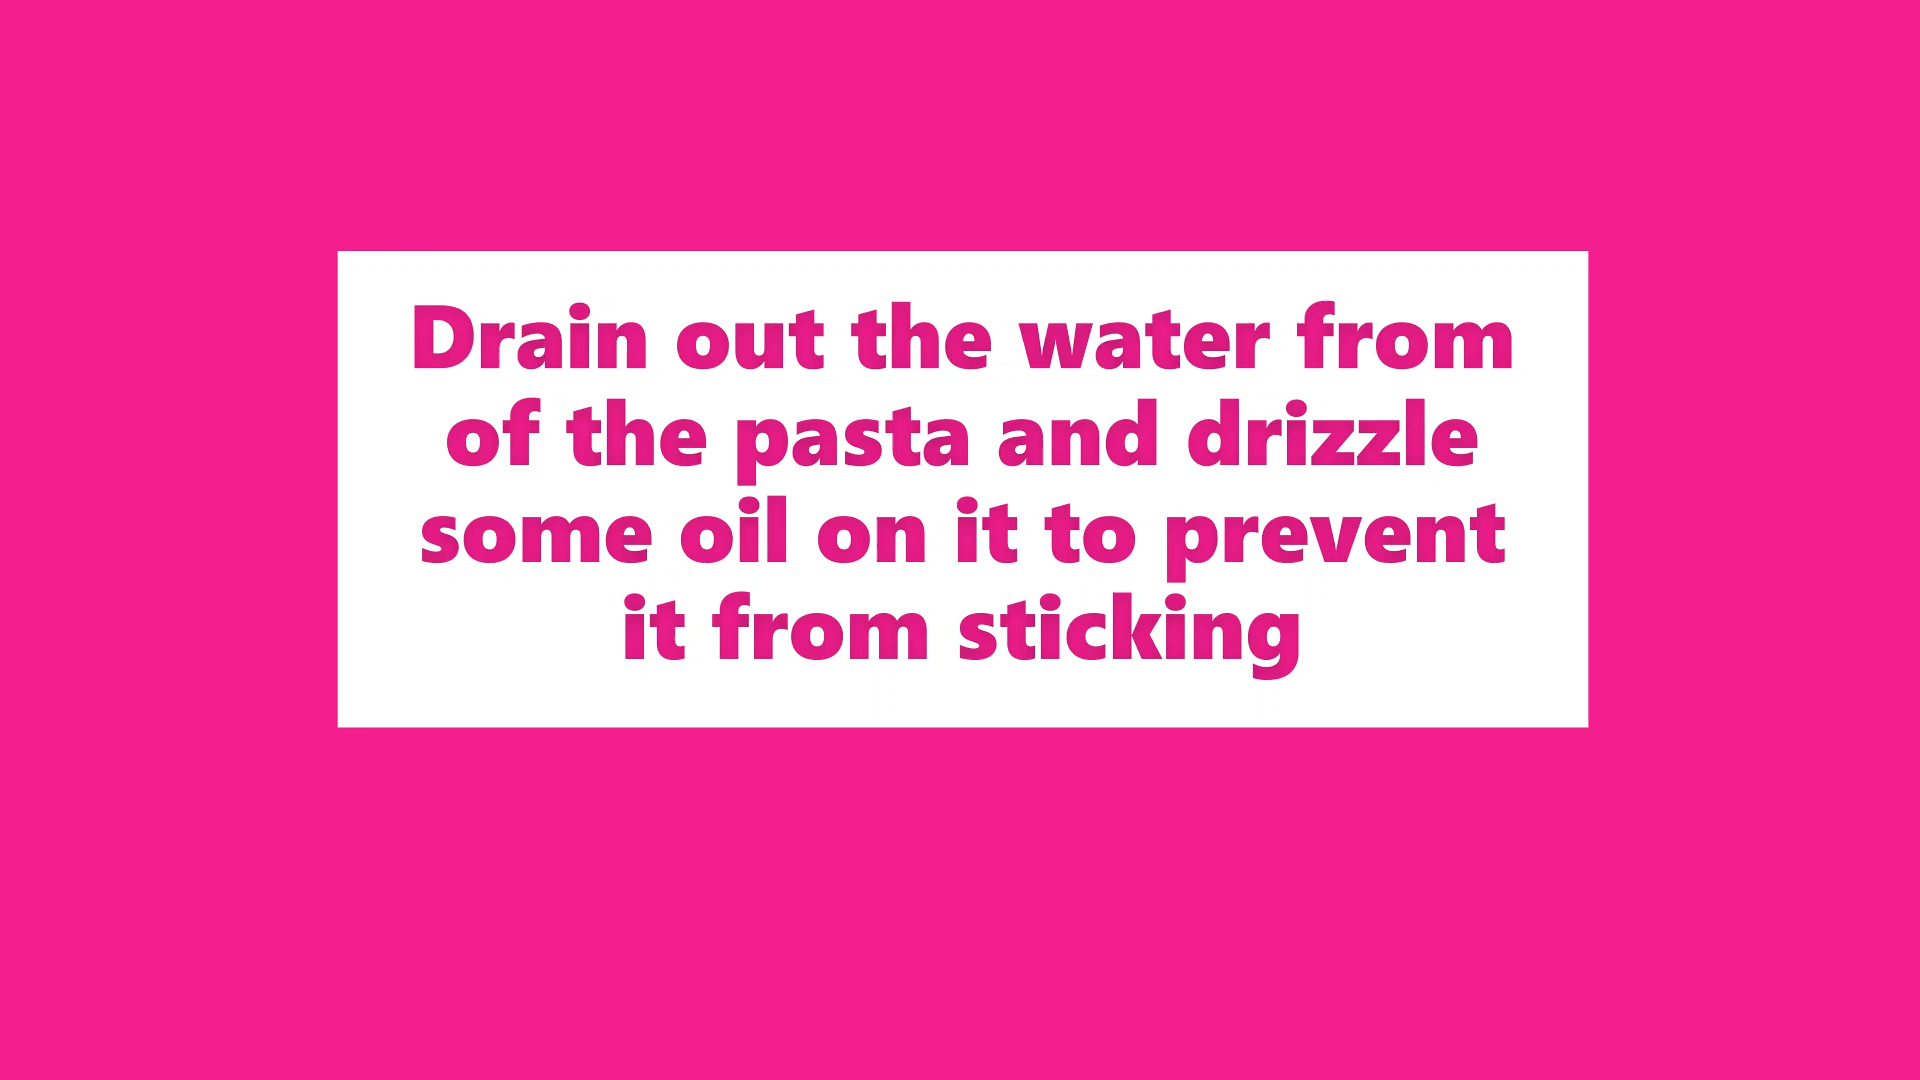 Drain out the water from
of the pasta and drizzle
some oil on it to prevent
it from sticking